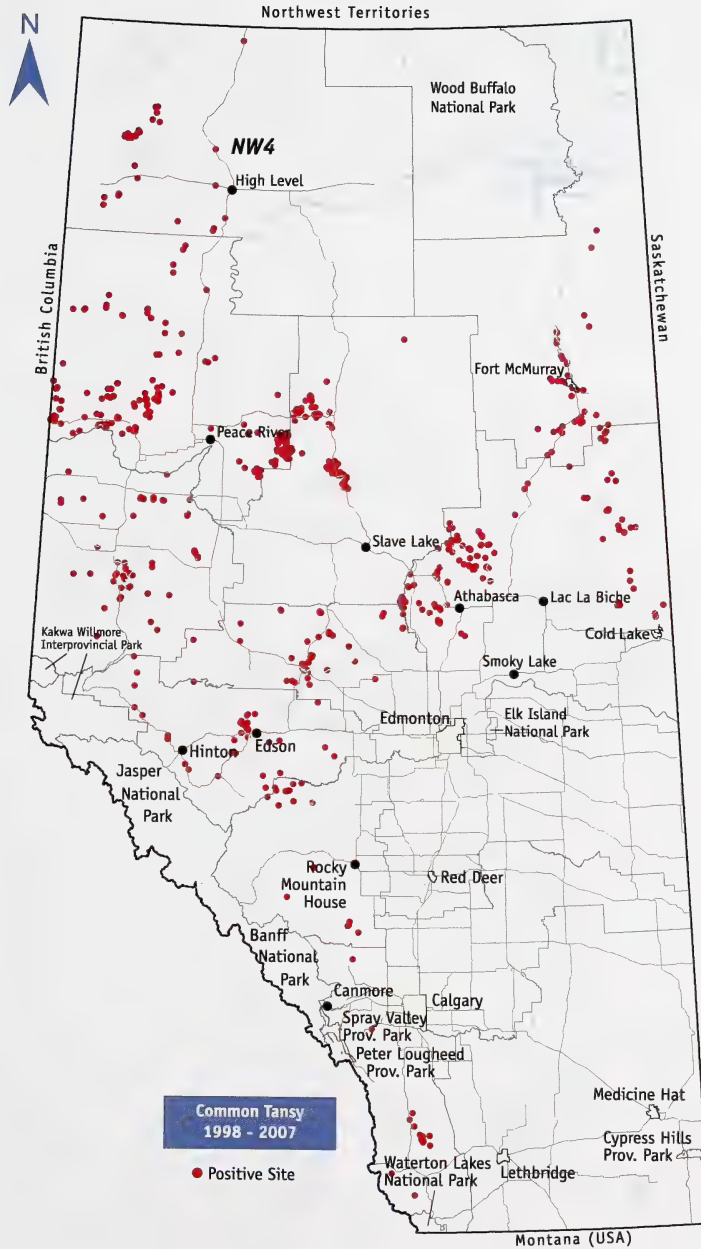 Northwest Territories
N
Wood Buffalo
National Park
NW4
High Level
British Columbia
Saskatchewan
Fort McMurray
Peace River
Slave Lake
Athabasca
Lac La Biche
Kakwa Willmore
Interprovincial Park
Cold Lake
Smoky Lake
Edmonton
Elk Island
National Park
Hinton
Edson
Jasper
National
Park
Rocky
Mountain
House
Red Deer
Banff
National
Park
Canmore
Calgary
Spray Valley
Prov. Park
Peter Lougheed
Prov. Park
Common Tansy
1998 - 2007
Medicine Hat
Cypress Hills
Prov. Park
Positive Site
Waterton Lakes
National Park
Lethbridge
Montana (USA)